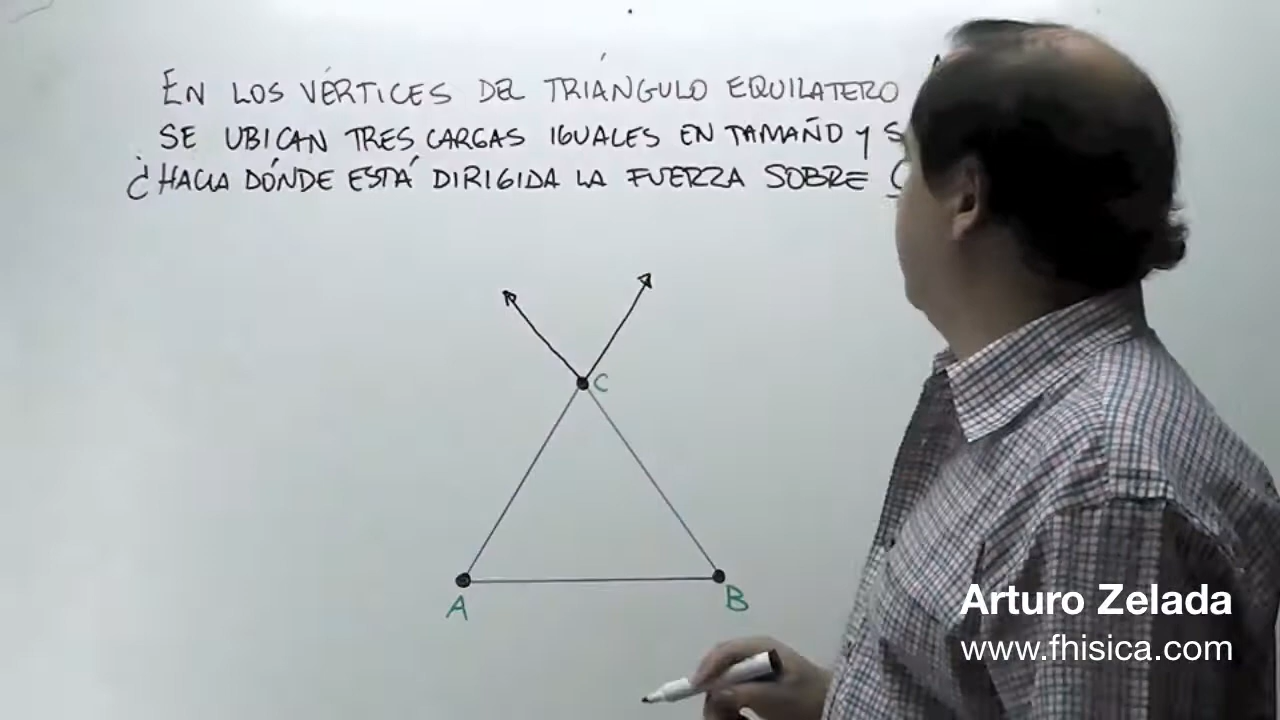 EN LOS VÉRTICES DEL TRIÁNGULO EQUILATERO
SE UBICAN TRES CARGAS IGUALES EN TAMAÑO Y
¿HACIA DÓNDE ESTÁ DIRIGIDA LA FUERZA SOBRE
C
A
B
Arturo Zelada
www.fhisica.com